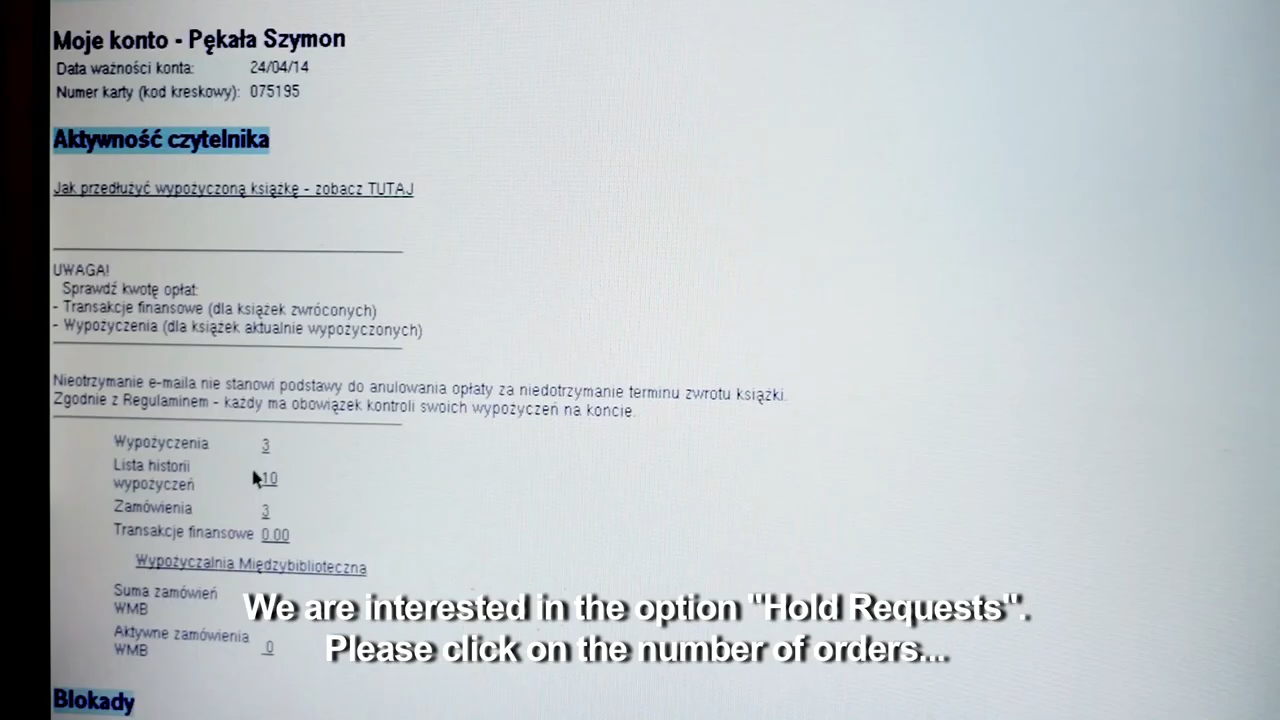 Moje konto - Pękała Szymon
Data ważności konta: 24/04/14
Numer karty (kod kreskowy): 075195
Aktywność czytelnika
Jak przedłużyć wypożyczoną książkę - zobacz TUTAJ
UWAGA!
Sprawdź kwotę opłat:
- Transakcje finansowe (dla książek zwróconych)
- Wypożyczenia (dla książek aktualnie wypożyczonych)
Nieotrzymanie e-maila nie stanowi podstawy do anulowania opłaty za niedotrzymanie terminu zwrotu książki.
Zgodnie z Regulaminem - każdy ma obowiązek kontroli swoich wypożyczeń na koncie.
Wypożyczenia 3
Lista historii
wypożyczeń 10
Zamówienia 3
Transakcje finansowe 0.00
Wypożyczalnia Międzybiblioteczna
Suma zamówień
WMB
Aktywne zamówienia
WMB 0
We are interested in the option "Hold Requests".
Please click on the number of orders...
Blokady